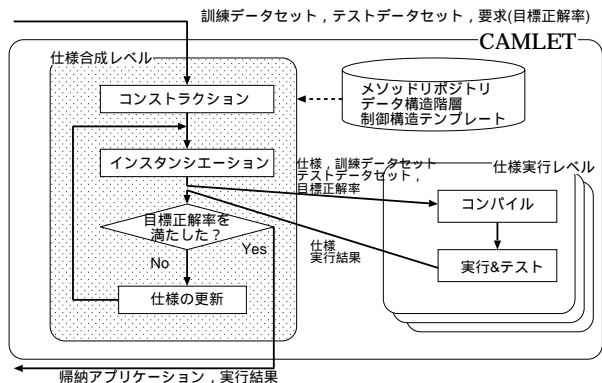 訓練データセット，テストデータセット，要求(目標正解率)
CAMLET
仕様合成レベル
コンストラクション
メソッドリポジトリ
データ構造階層
制御構造テンプレート
インスタンシエーション
仕様，訓練データセット
テストデータセット，
目標正解率
仕様実行レベル
コンパイル
目標正解率を
満たした？
Yes
No
仕様
実行結果
実行&テスト
仕様の更新
帰納アプリケーション，実行結果